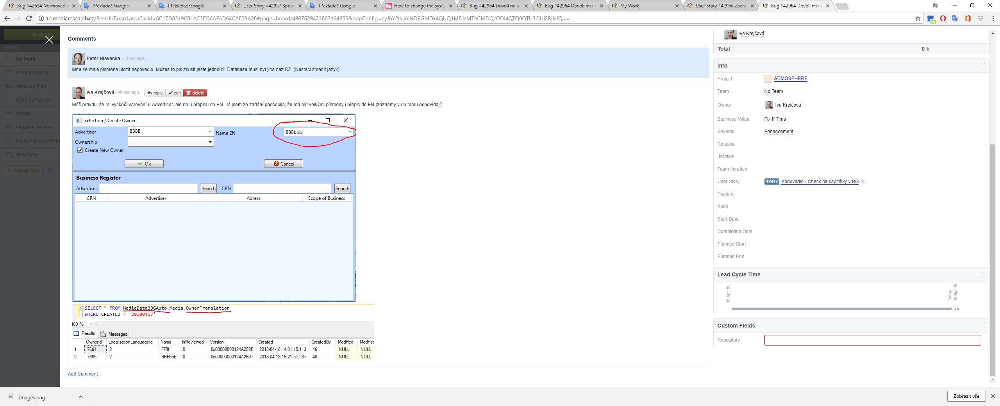 Bug #42634 Normovadlo
Překladač Google
Překladač Google
User Story #42957 Sprav
Překladač Google
How to change the syste
Bug #42964 Dovolí mi ul
Bug #42964 Dovolí mi ul
My Work
User Story #42956 Zachy
Bug #42964 Dovolí mi ul
Pe
tp.mediaresearch.cz/RestUI/Board.aspx?acid=6C17D8319C81AC3D36AFAD64CAE08A28#page=board/4907629423803164605&appConfig=eyJhY2lkIjoiNDRGMDk4QUQ1MDIzMThCMDQzODI4QTQ0OTU3OUI2RjkifQ==
1d
+ ADD
VIEWS
My Work
Story Mapping
Iteration Plan
Work by Person
People
Aktuální iterace
Team Iteration Plan
New View
+ Create View ?
Comments
Peter Hlavenka (1 hour ago)
Mne se male pismena ulozit nepovedlo. Muzes to pls zkusit jeste jednou? Databaze musi byt jina nez CZ (Nestaci zmenit jazyk)
Iva Krejčová (40 min ago) reply edit delete
Máš pravdu, že mi vyskočí varování u Advertiser, ale ne u přepisu do EN. Já jsem ze zadání pochopila, že má být velkými písmeny i přepis do EN (záznamy v db tomu odpovídají).
Selection / Create Owner
Advertiser BBBB Name EN BBBbbb
Ownership
Create New Owner
Ok Cancel
Business Register
Advertiser Search CRN Search
CRN Advertiser Adress Scope of Business
SELECT * FROM MediaData3BGAuto.Media.OwnerTranslation
WHERE CREATED > '20180417'
100 %
Results Messages
OwnerId LocalizationLanguageId Name IsReviewed Version Created CreatedBy Modified Modified
1 7664 2 FFfff 0 0x00000000124A258F 2018-04-18 14:01:15.113 46 NULL NULL
2 7665 2 BBBbbb 0 0x00000000124A2607 2018-04-18 15:21:57.287 46 NULL NULL
Add Comment
Iva Krejčová
Total 0 h
Info
Project ADMOSPHERE
Team No Team
Owner Iva Krejčová
Business Value Fix If Time
Severity Enhancement
Release
Iteration
Team Iteration
User Story 42947 Kódovadlo - Check na kapitálky v BG
Feature
Build
Start Date
Completion Date
Planned Start
Planned End
Lead Cycle Time
18 Apr 18
Today
18 Apr 18
2h
Custom Fields
Repository
images.png
Zobrazit vše